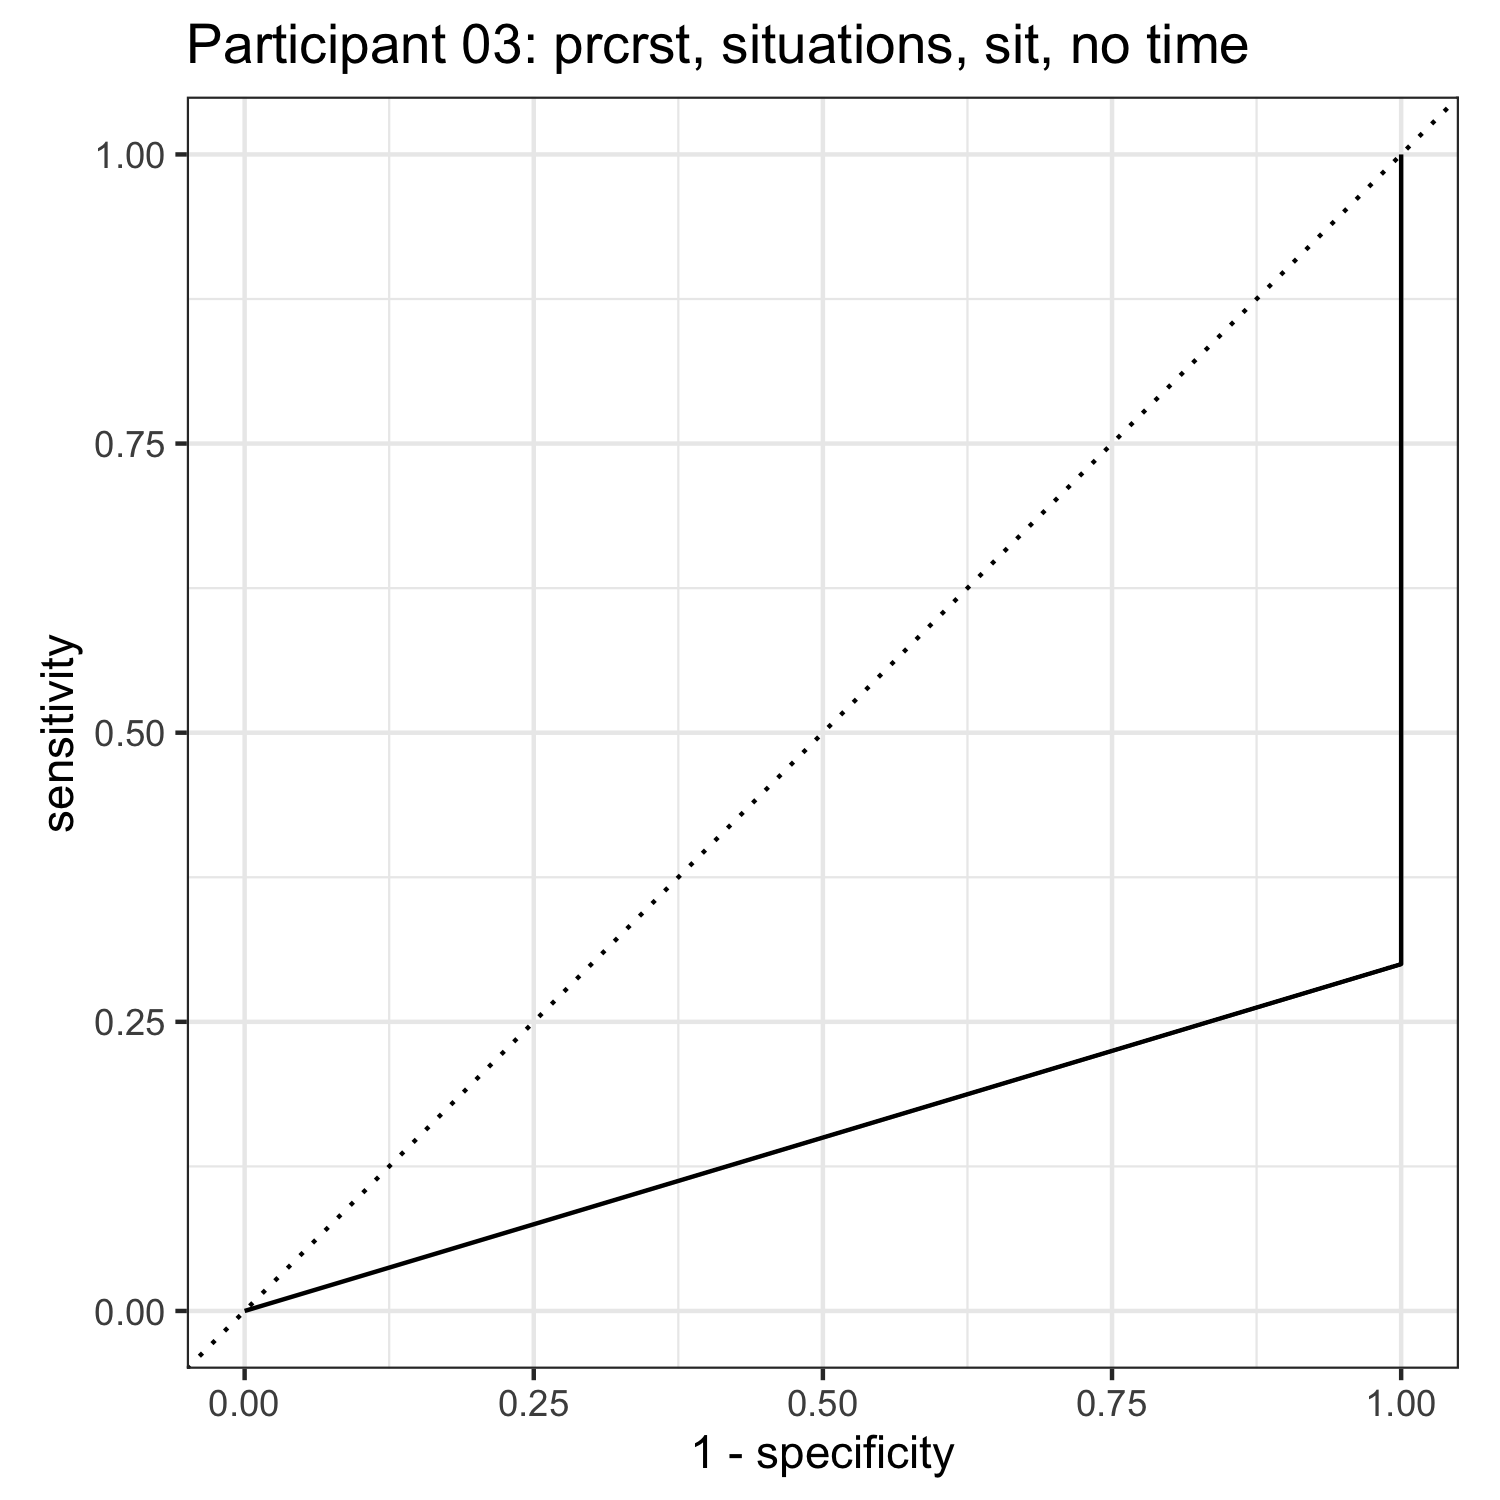 Participant 03: prcrst, situations, sit, no time
1.00
0.75
0.50
0.25
0.00
sensitivity
0.00 0.25 0.50 0.75 1.00
1 - specificity